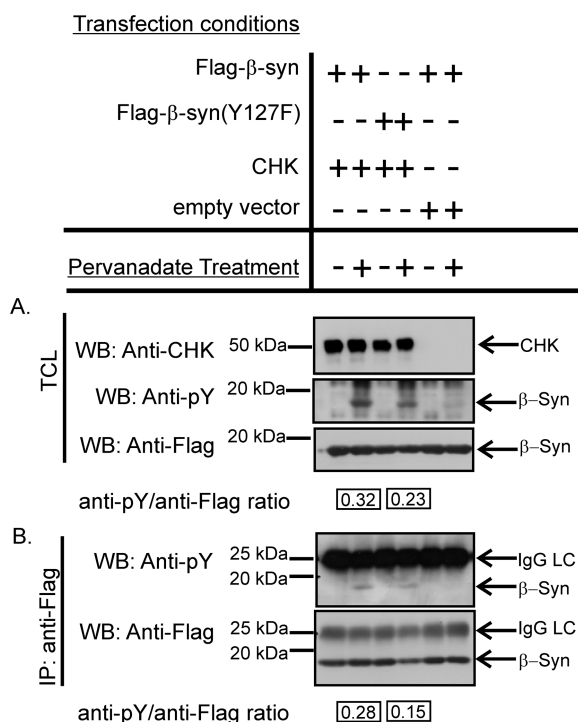 Transfection conditions
Flag-β-syn + + - - + +
Flag-β-syn(Y127F) - - + + - -
CHK + + + + - -
empty vector - - - - + +
Pervanadate Treatment - + - + - +
A.
TCL
WB: Anti-CHK 50 kDa CHK
WB: Anti-pY 20 kDa β-Syn
WB: Anti-Flag 20 kDa β-Syn
anti-pY/anti-Flag ratio 0.32 0.23
B.
IP: anti-Flag
WB: Anti-pY 25 kDa IgG LC
20 kDa β-Syn
WB: Anti-Flag 25 kDa IgG LC
20 kDa β-Syn
anti-pY/anti-Flag ratio 0.28 0.15